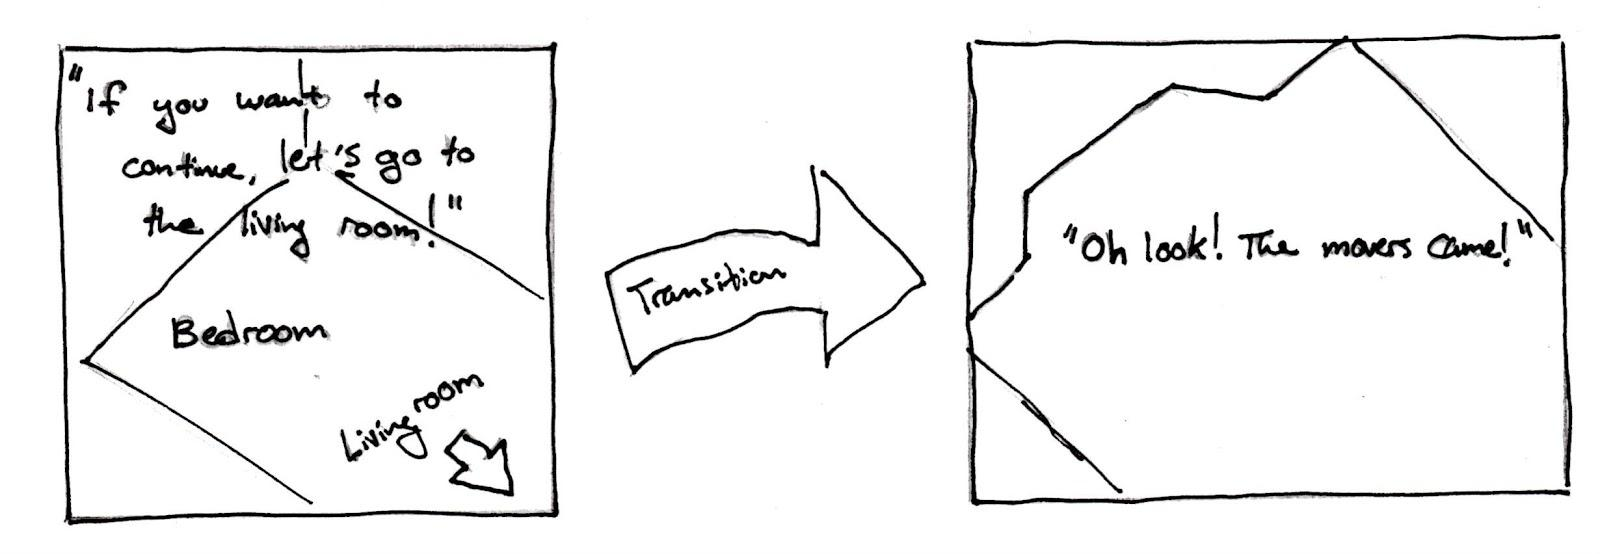 "If you want to
continue, let's go to
the living room!"
Bedroom
Living room
Transition
"Oh look! The movers came!"